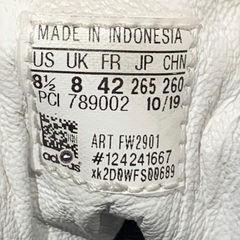 MADE IN INDONESIA
US UK FR JP CHN
8½ 8 42 265 260
PCI 789002 10/19
adidas
ART FW2901
#124241667
xk2D0WFS00689